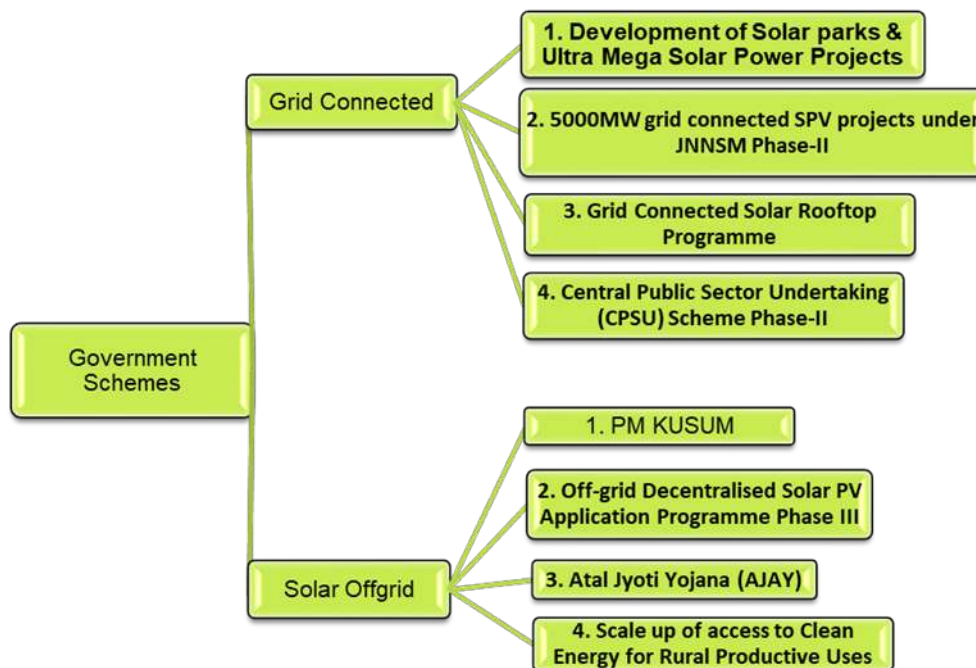 1. Development of Solar parks &
Ultra Mega Solar Power Projects
Grid Connected
2. 5000MW grid connected SPV projects under
JNNSM Phase-II
3. Grid Connected Solar Rooftop
Programme
4. Central Public Sector Undertaking
(CPSU) Scheme Phase-II
Government
Schemes
1. PM KUSUM
2. Off-grid Decentralised Solar PV
Application Programme Phase III
Solar Offgrid
3. Atal Jyoti Yojana (AJAY)
4. Scale up of access to Clean
Energy for Rural Productive Uses